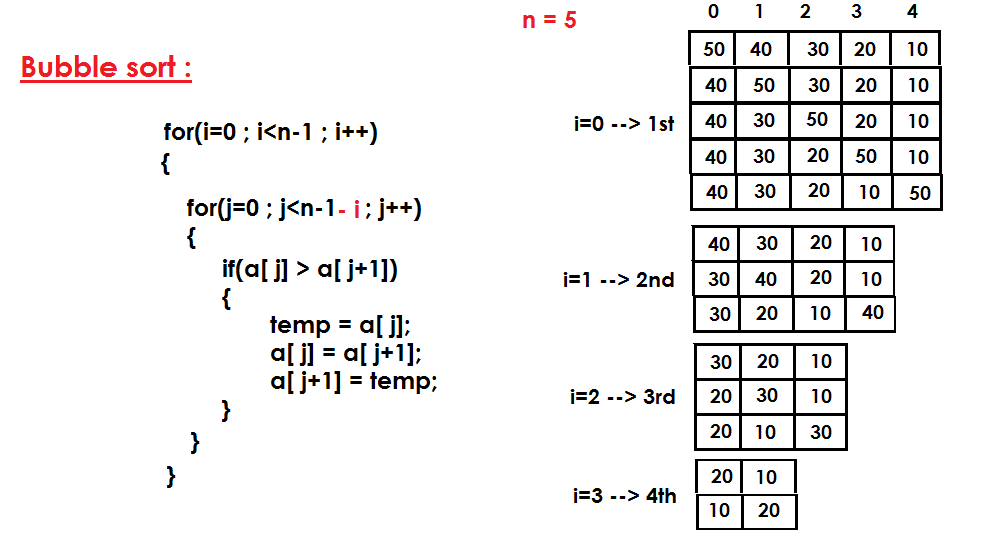 Bubble sort :
for(i=0 ; i<n-1 ; i++)
{
for(j=0 ; j<n-1- i ; j++)
{
if(a[ j] > a[ j+1])
{
temp = a[ j];
a[ j] = a[ j+1];
a[ j+1] = temp;
}
}
}
n = 5
0 1 2 3 4
50 40 30 20 10
40 50 30 20 10
i=0 --> 1st 40 30 50 20 10
40 30 20 50 10
40 30 20 10 50
40 30 20 10
i=1 --> 2nd 30 40 20 10
30 20 10 40
30 20 10
i=2 --> 3rd 20 30 10
20 10 30
20 10
i=3 --> 4th
10 20